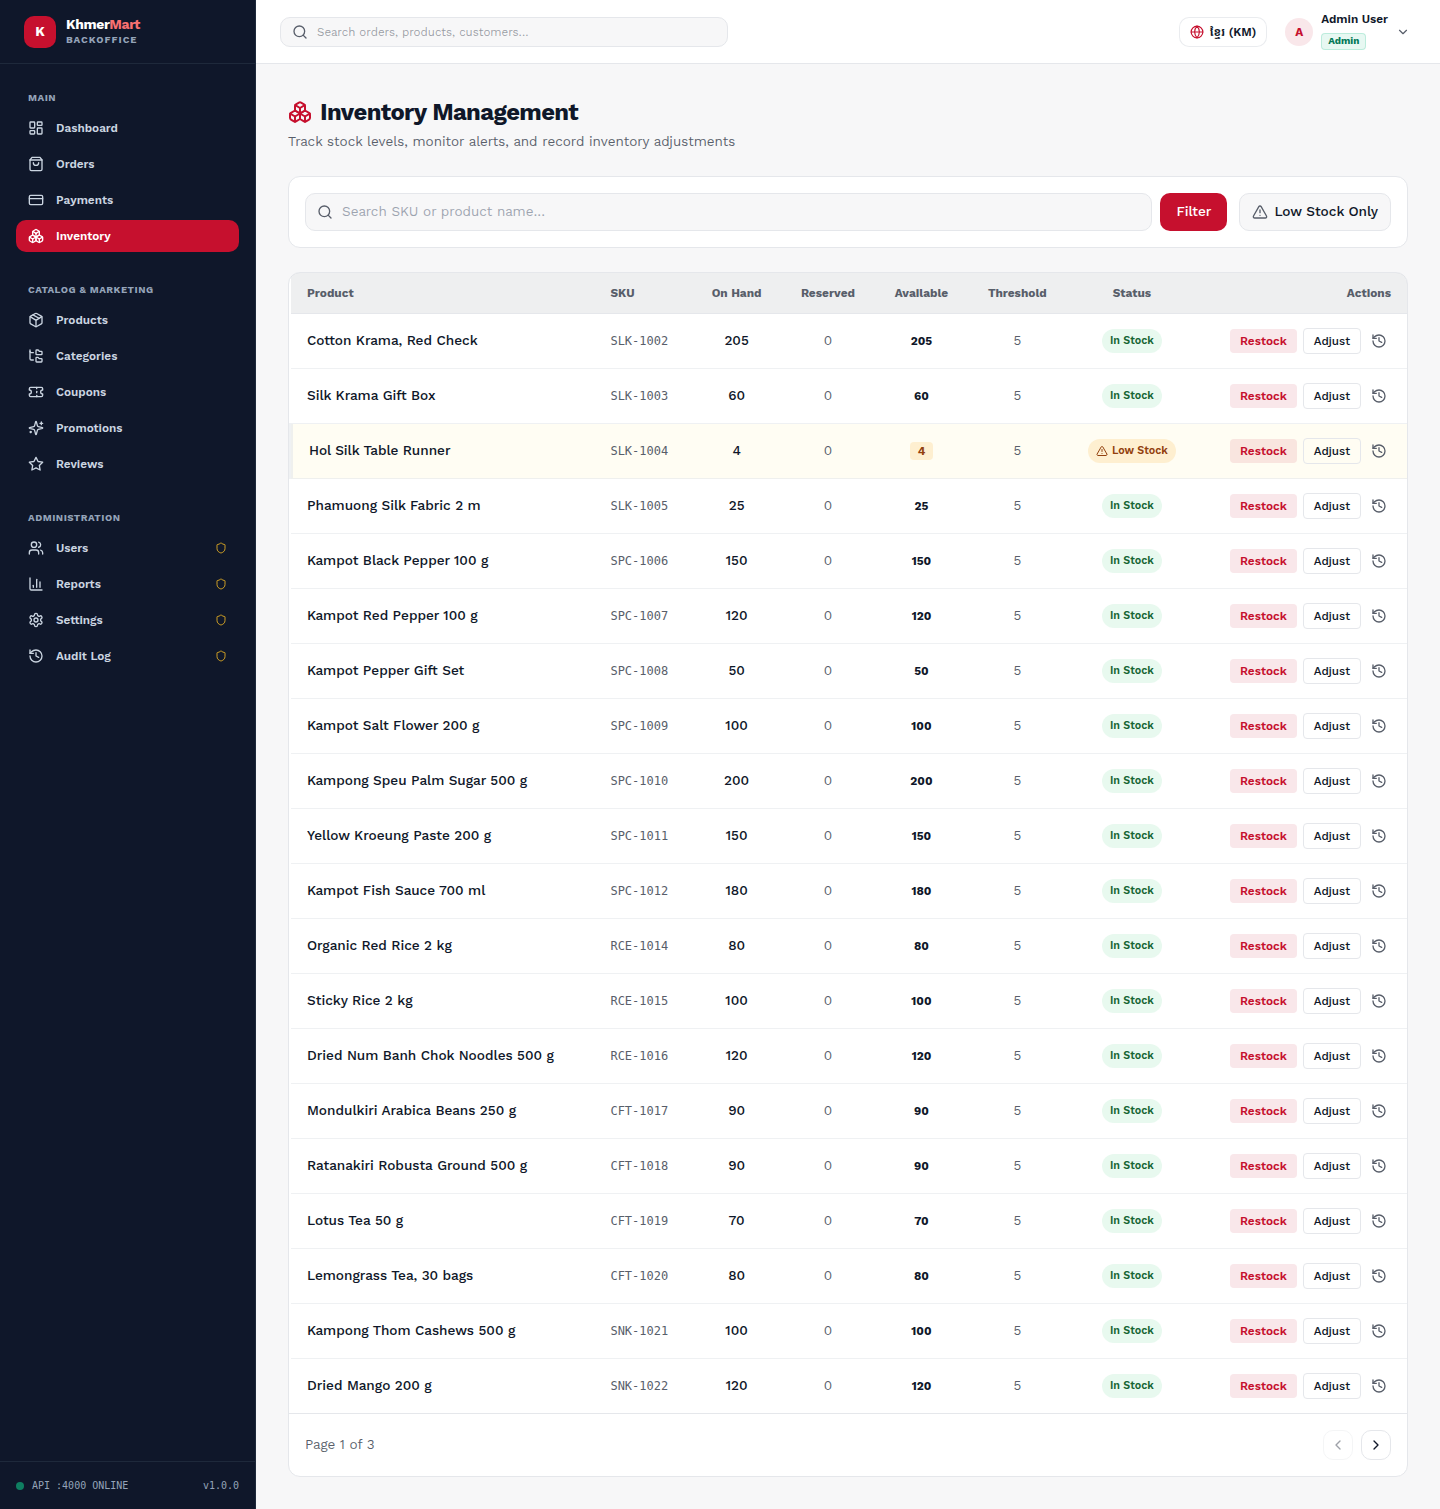 K
KhmerMart
BACKOFFICE
Search orders, products, customers...
ខ្មែរ (KM)
A
Admin User
Admin
MAIN
Dashboard
Orders
Payments
Inventory
CATALOG & MARKETING
Products
Categories
Coupons
Promotions
Reviews
ADMINISTRATION
Users
Reports
Settings
Audit Log
API :4000 ONLINE v1.0.0
Inventory Management
Track stock levels, monitor alerts, and record inventory adjustments
Search SKU or product name... Filter Low Stock Only
Product SKU On Hand Reserved Available Threshold Status Actions
Cotton Krama, Red Check SLK-1002 205 0 205 5 In Stock Restock Adjust
Silk Krama Gift Box SLK-1003 60 0 60 5 In Stock Restock Adjust
Hol Silk Table Runner SLK-1004 4 0 4 5 Low Stock Restock Adjust
Phamuong Silk Fabric 2 m SLK-1005 25 0 25 5 In Stock Restock Adjust
Kampot Black Pepper 100 g SPC-1006 150 0 150 5 In Stock Restock Adjust
Kampot Red Pepper 100 g SPC-1007 120 0 120 5 In Stock Restock Adjust
Kampot Pepper Gift Set SPC-1008 50 0 50 5 In Stock Restock Adjust
Kampot Salt Flower 200 g SPC-1009 100 0 100 5 In Stock Restock Adjust
Kampong Speu Palm Sugar 500 g SPC-1010 200 0 200 5 In Stock Restock Adjust
Yellow Kroeung Paste 200 g SPC-1011 150 0 150 5 In Stock Restock Adjust
Kampot Fish Sauce 700 ml SPC-1012 180 0 180 5 In Stock Restock Adjust
Organic Red Rice 2 kg RCE-1014 80 0 80 5 In Stock Restock Adjust
Sticky Rice 2 kg RCE-1015 100 0 100 5 In Stock Restock Adjust
Dried Num Banh Chok Noodles 500 g RCE-1016 120 0 120 5 In Stock Restock Adjust
Mondulkiri Arabica Beans 250 g CFT-1017 90 0 90 5 In Stock Restock Adjust
Ratanakiri Robusta Ground 500 g CFT-1018 90 0 90 5 In Stock Restock Adjust
Lotus Tea 50 g CFT-1019 70 0 70 5 In Stock Restock Adjust
Lemongrass Tea, 30 bags CFT-1020 80 0 80 5 In Stock Restock Adjust
Kampong Thom Cashews 500 g SNK-1021 100 0 100 5 In Stock Restock Adjust
Dried Mango 200 g SNK-1022 120 0 120 5 In Stock Restock Adjust
Page 1 of 3